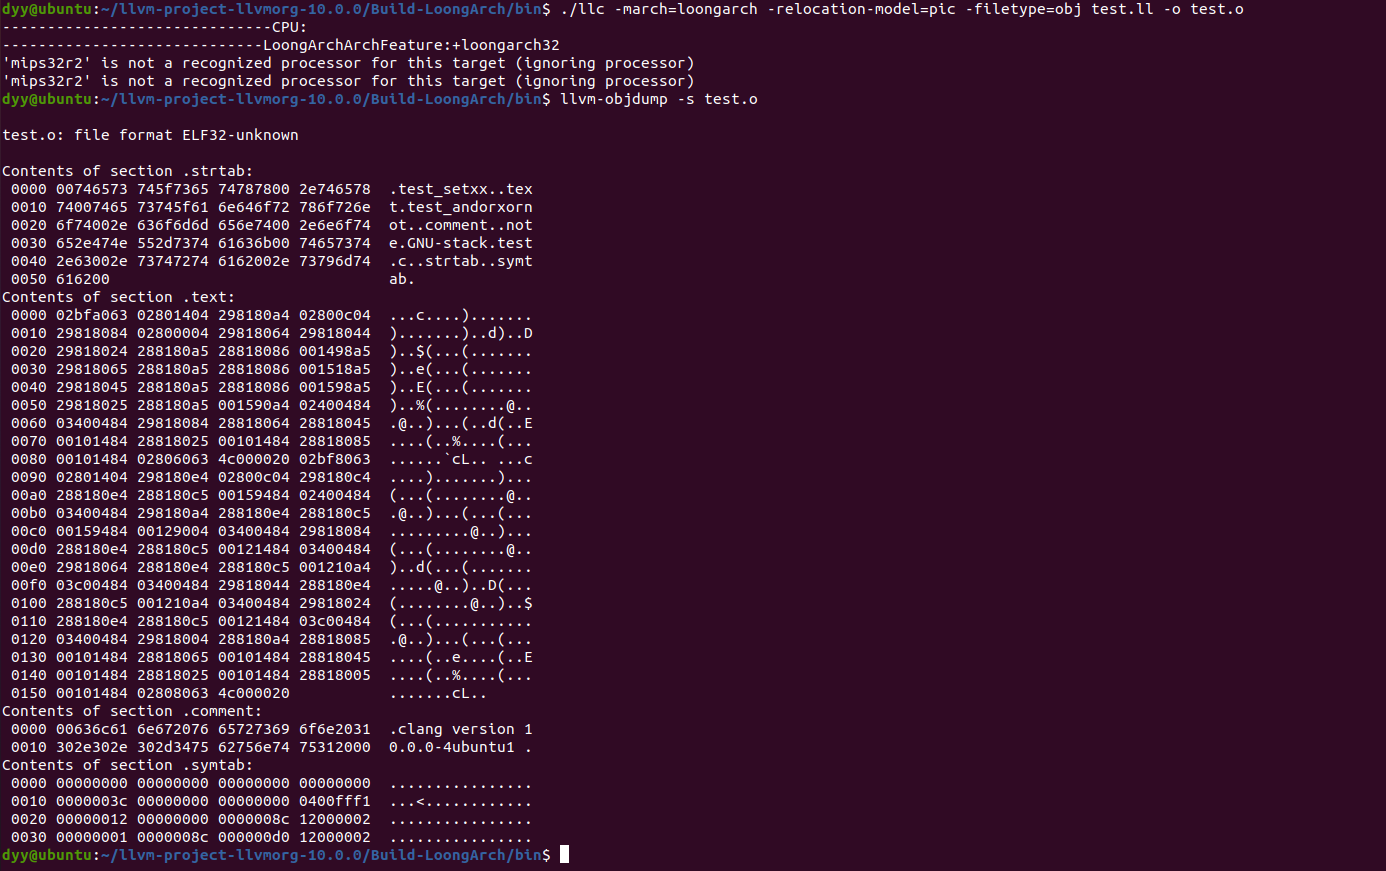 dyy@ubuntu:~/llvm-project-llvmorg-10.0.0/Build-LoongArch/bin$ ./llc -march=loongarch -relocation-model=pic -filetype=obj test.ll -o test.o
------------------------------CPU:
-----------------------------LoongArchArchFeature:+loongarch32
'mips32r2' is not a recognized processor for this target (ignoring processor)
'mips32r2' is not a recognized processor for this target (ignoring processor)
dyy@ubuntu:~/llvm-project-llvmorg-10.0.0/Build-LoongArch/bin$ llvm-objdump -s test.o
test.o: file format ELF32-unknown
Contents of section .strtab:
 0000 00746573 745f7365 74787800 2e746578  .test_setxx..tex
 0010 74007465 73745f61 6e646f72 786f726e  t.test_andorxorn
 0020 6f74002e 636f6d6d 656e7400 2e6e6f74  ot..comment..not
 0030 652e474e 552d7374 61636b00 74657374  e.GNU-stack.test
 0040 2e63002e 73747274 6162002e 73796d74  .c..strtab..symt
 0050 616200                               ab.
Contents of section .text:
 0000 02bfa063 02801404 298180a4 02800c04  ...c....).......
 0010 29818084 02800004 29818064 29818044  ).......)..d)..D
 0020 29818024 288180a5 28818086 001498a5  )..$(...(.......
 0030 29818065 288180a5 28818086 001518a5  )..e(...(.......
 0040 29818045 288180a5 28818086 001598a5  )..E(...(.......
 0050 29818025 288180a5 001590a4 02400484  )..%(........@..
 0060 03400484 29818084 28818064 28818045  .@..)...(..d(..E
 0070 00101484 28818025 00101484 28818085  ....(..%....(...
 0080 00101484 02806063 4c000020 02bf8063  ......`cL.. ...c
 0090 02801404 298180e4 02800c04 298180c4  ....).......)...
 00a0 288180e4 288180c5 00159484 02400484  (...(........@..
 00b0 03400484 298180a4 288180e4 288180c5  .@..)...(...(...
 00c0 00159484 00129004 03400484 29818084  .........@..)...
 00d0 288180e4 288180c5 00121484 03400484  (...(........@..
 00e0 29818064 288180e4 288180c5 001210a4  )..d(...(.......
 00f0 03c00484 03400484 29818044 288180e4  .....@..)..D(...
 0100 288180c5 001210a4 03400484 29818024  (........@..)..$
 0110 288180e4 288180c5 00121484 03c00484  (...(...........
 0120 03400484 29818004 288180a4 28818085  .@..)...(...(...
 0130 00101484 28818065 00101484 28818045  ....(..e....(..E
 0140 00101484 28818025 00101484 28818005  ....(..%....(...
 0150 00101484 02808063 4c000020           .......cL..
Contents of section .comment:
 0000 00636c61 6e672076 65727369 6f6e2031  .clang version 1
 0010 302e302e 302d3475 62756e74 75312000  0.0.0-4ubuntu1 .
Contents of section .symtab:
 0000 00000000 00000000 00000000 00000000  ................
 0010 0000003c 00000000 00000000 0400fff1  ...<............
 0020 00000012 00000000 0000008c 12000002  ................
 0030 00000001 0000008c 000000d0 12000002  ................
dyy@ubuntu:~/llvm-project-llvmorg-10.0.0/Build-LoongArch/bin$